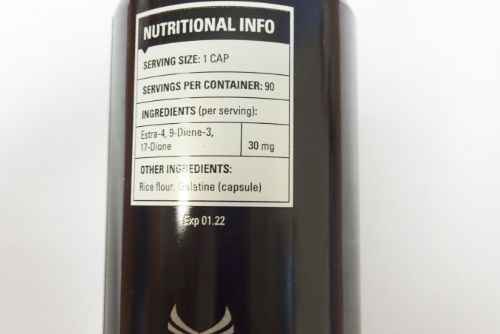 NUTRITIONAL INFO
SERVING SIZE: 1 CAP
SERVINGS PER CONTAINER: 90
INGREDIENTS (per serving):
Estra-4, 9-Diene-3,
17-Dione 30 mg
OTHER INGREDIENTS:
Rice flour, Gelatine (capsule)
Exp 01.22